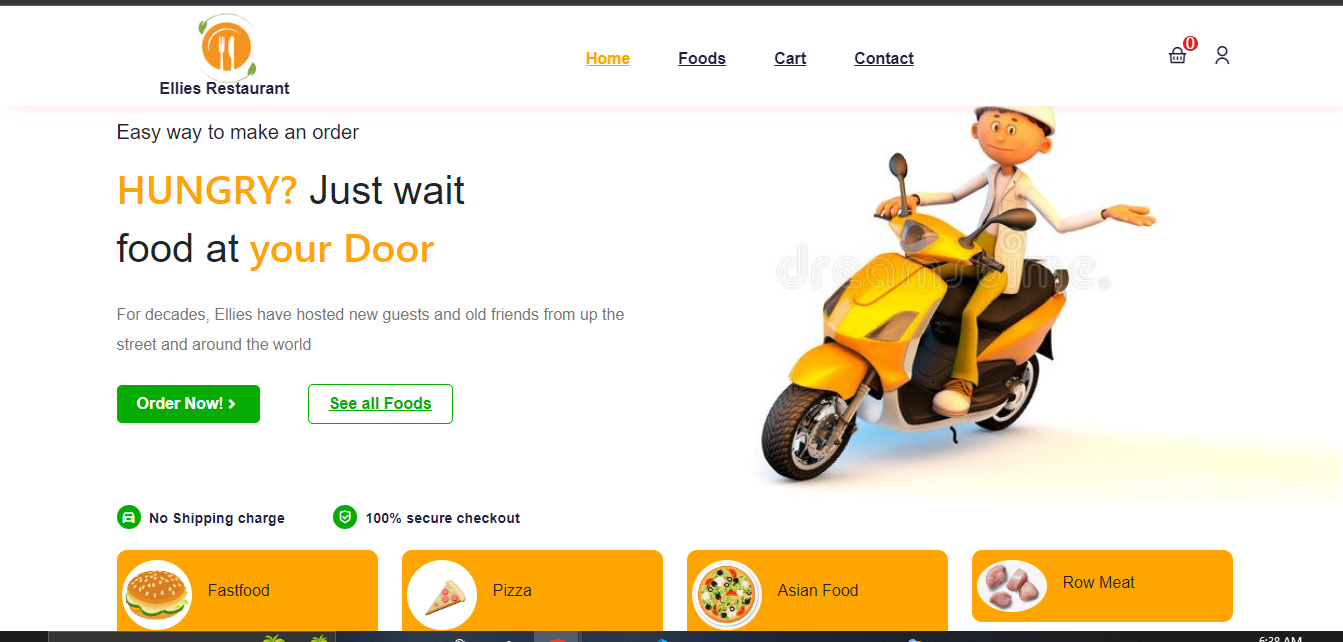 Ellies Restaurant
Home Foods Cart Contact
0
Easy way to make an order
HUNGRY? Just wait
food at your Door
For decades, Ellies have hosted new guests and old friends from up the
street and around the world
Order Now!
See all Foods
dreamstime.
No Shipping charge
100% secure checkout
Fastfood
Pizza
Asian Food
Row Meat
6:28 AM